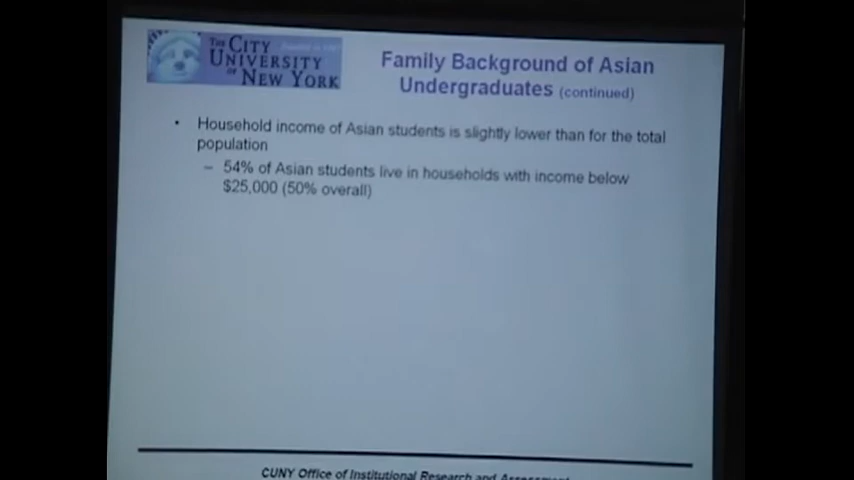 THE CITY
UNIVERSITY
OF
NEW YORK
Family Background of Asian
Undergraduates (continued)
• Household income of Asian students is slightly lower than for the total
population
– 54% of Asian students live in households with income below
$25,000 (50% overall)
CUNY Office of Institutional Research and Assessment